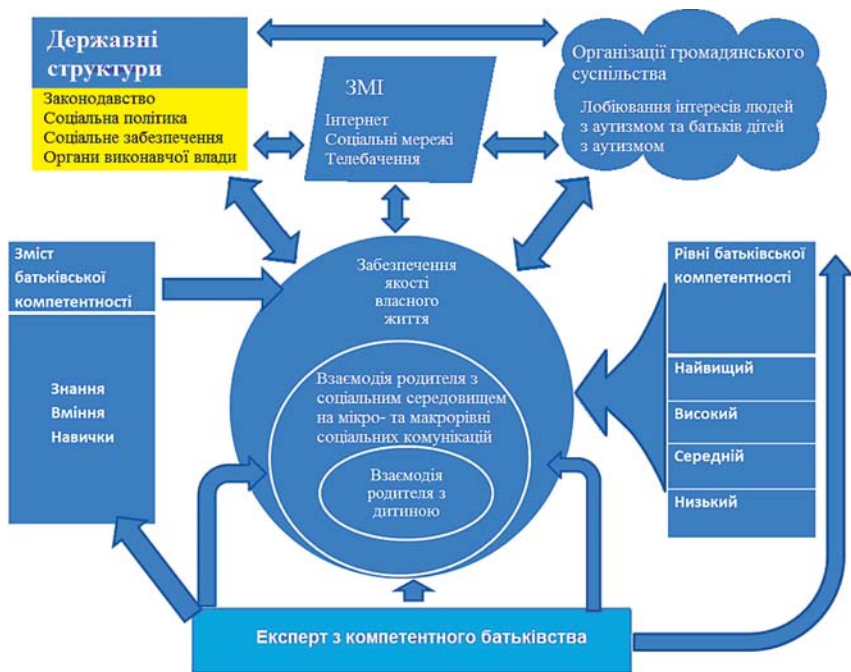 Державні
структури
Законодавство
Соціальна політика
Соціальне забезпечення
Органи виконавчої влади
ЗМІ
Інтернет
Соціальні мережі
Телебачення
Організації громадянського
суспільства
Лобіювання інтересів людей
з аутизмом та батьків дітей
з аутизмом
Зміст
батьківської
компетентності
Знання
Вміння
Навички
Забезпечення
якості
власного
життя
Взаємодія родителя з
соціальним середовищем
на мікро- та макрорівні
соціальних комунікацій
Взаємодія
родителя з
дитиною
Рівні батьківської
компетентності
Найвищий
Високий
Середній
Низький
Експерт з компетентного батьківства